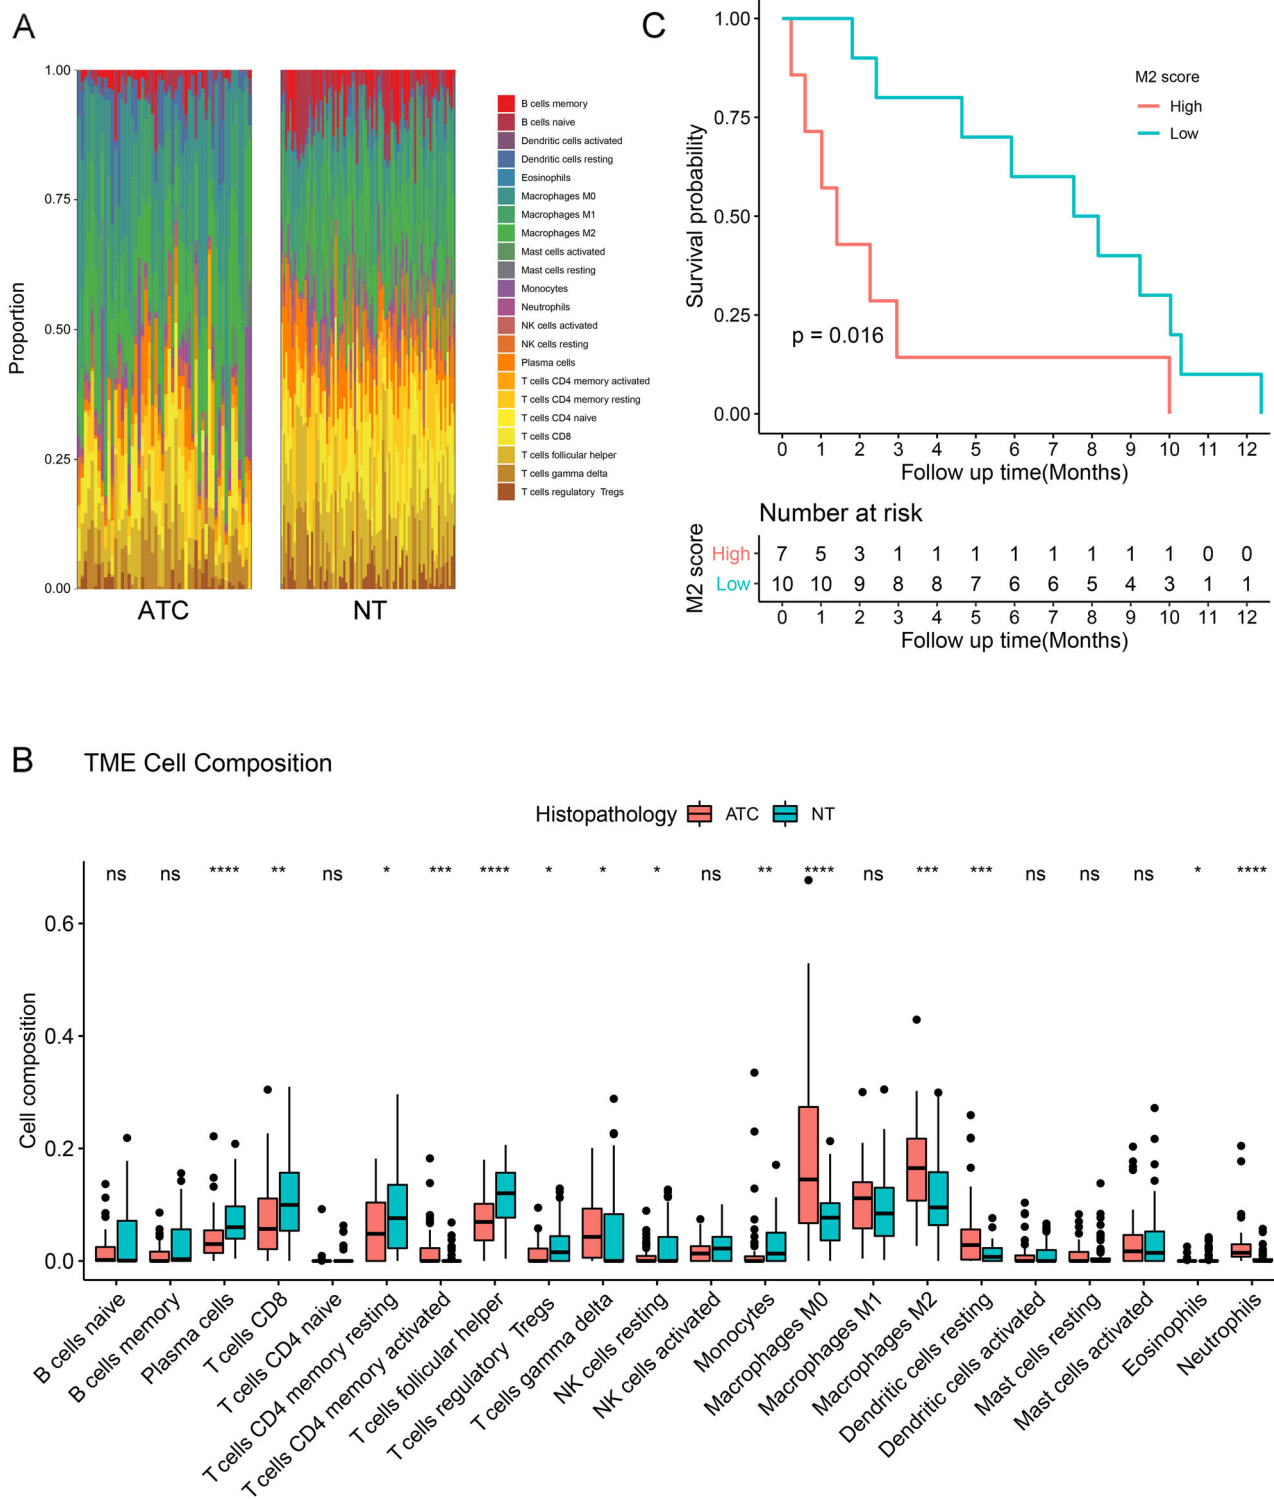 A
1.00
0.75
0.50
0.25
0.00
Proportion
ATC
NT
B cells memory
B cells naive
Dendritic cells activated
Dendritic cells resting
Eosinophils
Macrophages M0
Macrophages M1
Macrophages M2
Mast cells activated
Mast cells resting
Monocytes
Neutrophils
NK cells activated
NK cells resting
Plasma cells
T cells CD4 memory activated
T cells CD4 memory resting
T cells CD4 naive
T cells CD8
T cells follicular helper
T cells gamma delta
T cells regulatory Tregs
C
1.00
0.75
0.50
0.25
0.00
Survival probability
M2 score
High
Low
p = 0.016
0 1 2 3 4 5 6 7 8 9 10 11 12
Follow up time(Months)
Number at risk
M2 score
High 7 5 3 1 1 1 1 1 1 1 1 0 0
Low 10 10 9 8 8 7 6 6 5 4 3 1 1
0 1 2 3 4 5 6 7 8 9 10 11 12
Follow up time(Months)
B
TME Cell Composition
Histopathology ATC NT
ns ns **** ** ns * *** **** * * * ns ** **** ns *** *** ns ns ns * ****
0.6
0.4
0.2
0.0
Cell composition
B cells naive
B cells memory
Plasma cells
T cells CD8
T cells CD4 naive
T cells CD4 memory resting
T cells CD4 memory activated
T cells follicular helper
T cells regulatory Tregs
T cells gamma delta
NK cells resting
NK cells activated
Monocytes
Macrophages M0
Macrophages M1
Macrophages M2
Dendritic cells resting
Dendritic cells activated
Mast cells resting
Mast cells activated
Eosinophils
Neutrophils